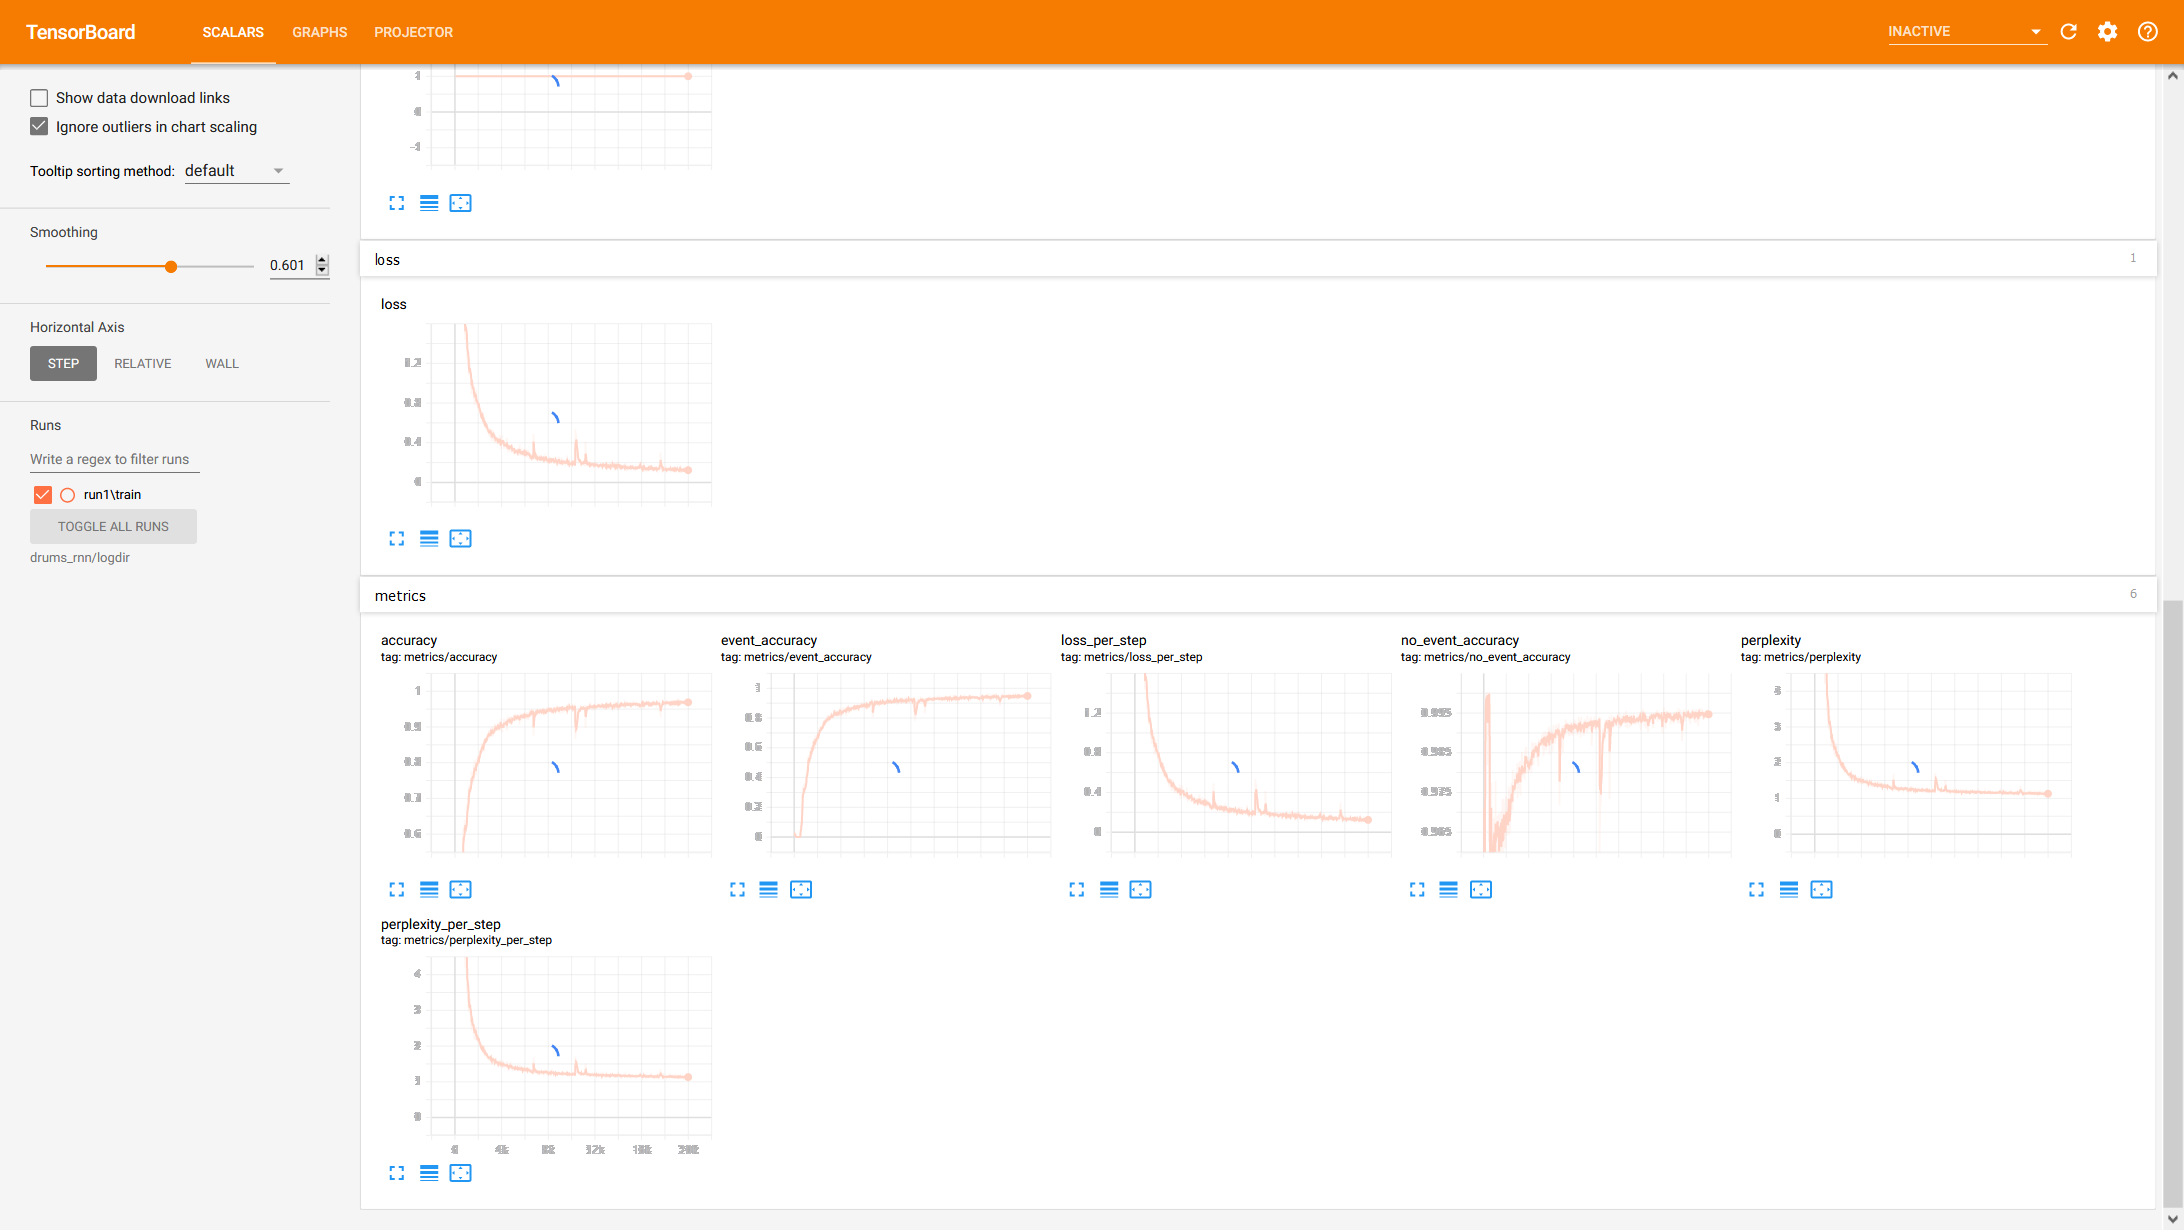 TensorBoard SCALARS GRAPHS PROJECTOR INACTIVE
Show data download links
Ignore outliers in chart scaling
Tooltip sorting method: default
Smoothing
0.601
Horizontal Axis
STEP RELATIVE WALL
Runs
Write a regex to filter runs
run1\train
TOGGLE ALL RUNS
drums_rnn/logdir
1
0
-1
loss 1
loss
1.2
0.8
0.4
0
metrics 6
accuracy
tag: metrics/accuracy
1
0.9
0.8
0.7
0.6
event_accuracy
tag: metrics/event_accuracy
1
0.8
0.6
0.4
0.2
0
loss_per_step
tag: metrics/loss_per_step
1.2
0.8
0.4
0
no_event_accuracy
tag: metrics/no_event_accuracy
0.995
0.985
0.975
0.965
perplexity
tag: metrics/perplexity
4
3
2
1
0
perplexity_per_step
tag: metrics/perplexity_per_step
4
3
2
1
0
0 4k 8k 12k 16k 20k